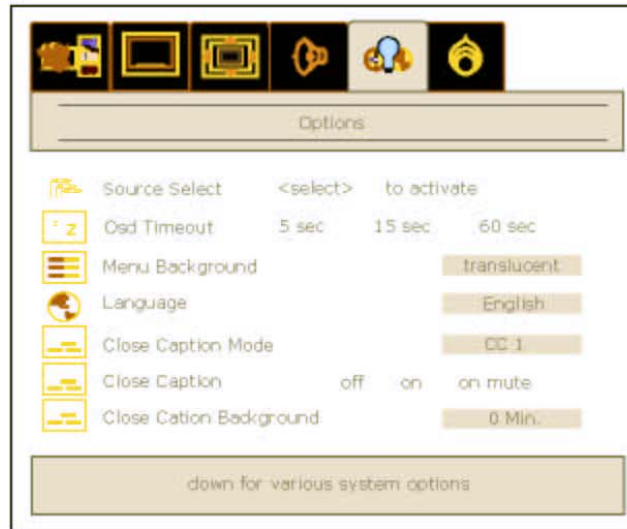 Options
Source Select <select> to activate
Osd Timeout 5 sec 15 sec 60 sec
Menu Background translucent
Language English
Close Caption Mode CC 1
Close Caption off on on mute
Close Cation Background 0 Min.
down for various system options